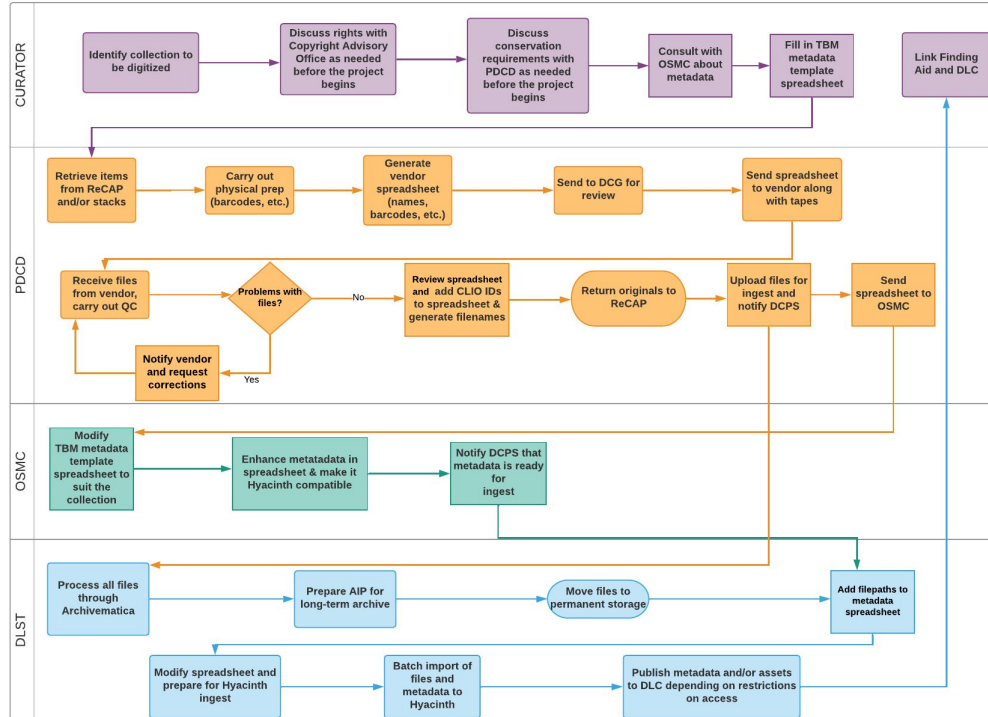 CURATOR
Identify collection to
be digitized
Discuss rights with
Copyright Advisory
Office as needed
before the project
begins
Discuss
conservation
requirements with
PDCD as needed
before the project
begins
Consult with
OSMC about
metadata
Fill in TBM
metadata
template
spreadsheet
Link Finding
Aid and DLC
PDCD
Retrieve items
from ReCAP
and/or stacks
Carry out
physical prep
(barcodes, etc.)
Generate
vendor
spreadsheet
(names,
barcodes, etc.)
Send to DCG for
review
Send spreadsheet
to vendor along
with tapes
Receive files
from vendor,
carry out QC
Problems with
files?
No
Review spreadsheet
and add CLIO IDs
to spreadsheet &
generate filenames
Return originals to
ReCAP
Upload files for
ingest and
notify DCPS
Send
spreadsheet to
OSMC
Notify vendor
and request
corrections
Yes
OSMC
Modify
TBM metadata
template
spreadsheet to
suit the
collection
Enhance metatadata in
spreadsheet & make it
Hyacinth compatible
Notify DCPS that
metadata is ready
for
ingest
DLST
Process all files
through
Archivematica
Prepare AIP for
long-term archive
Move files to
permanent storage
Add filepaths to
metadata
spreadsheet
Modify spreadsheet and
prepare for Hyacinth
ingest
Batch import of
files and
metadata to
Hyacinth
Publish metadata and/or assets
to DLC depending on restrictions
on access